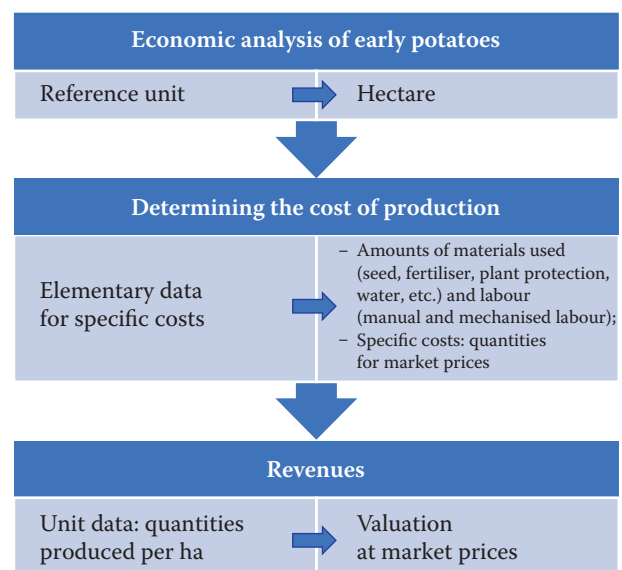 Economic analysis of early potatoes
Reference unit
Hectare
Determining the cost of production
Elementary data
for specific costs
– Amounts of materials used
(seed, fertiliser, plant protection,
water, etc.) and labour
(manual and mechanised labour);
– Specific costs: quantities
for market prices
Revenues
Unit data: quantities
produced per ha
Valuation
at market prices